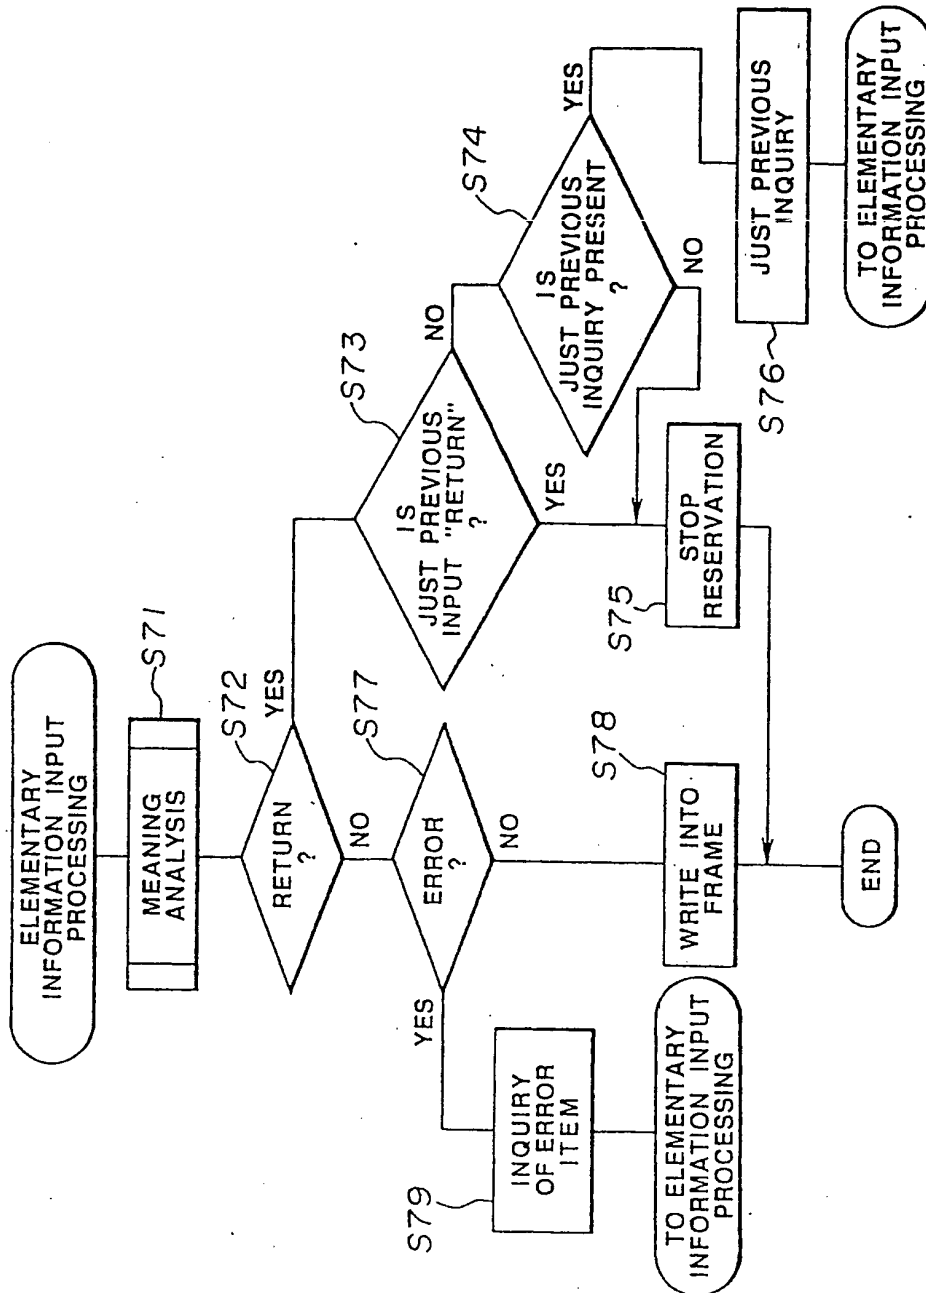 ELEMENTARY
INFORMATION INPUT
PROCESSING
S71
MEANING
ANALYSIS
S72
RETURN
?
YES
NO
S73
IS
JUST PREVIOUS
INPUT "RETURN"
?
NO
YES
S74
IS
JUST PREVIOUS
INQUIRY PRESENT
?
YES
NO
S77
ERROR
?
YES
NO
S75
STOP
RESERVATION
S76
JUST PREVIOUS
INQUIRY
TO ELEMENTARY
INFORMATION INPUT
PROCESSING
S79
INQUIRY
OF ERROR
ITEM
TO ELEMENTARY
INFORMATION INPUT
PROCESSING
S78
WRITE INTO
FRAME
END